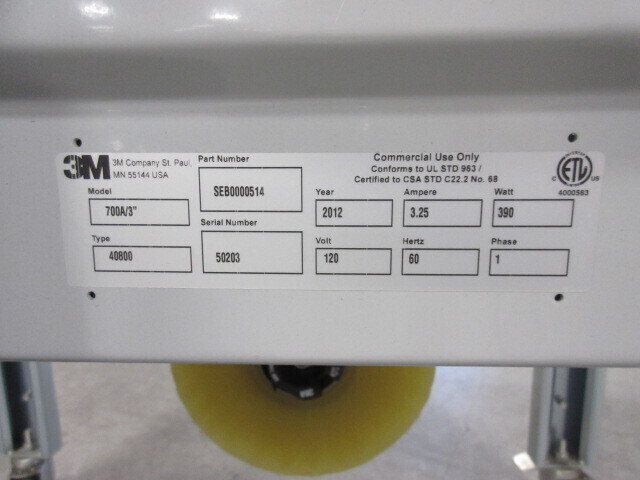 3M
3M Company St. Paul,
MN 55144 USA
Part Number
SEB0000514
Commercial Use Only
Conforms to UL STD 963 /
Certified to CSA STD C22.2 No. 68
C ETL US
4000563
Model
700A/3"
Year
2012
Ampere
3.25
Watt
390
Type
40800
Serial Number
50203
Volt
120
Hertz
60
Phase
1